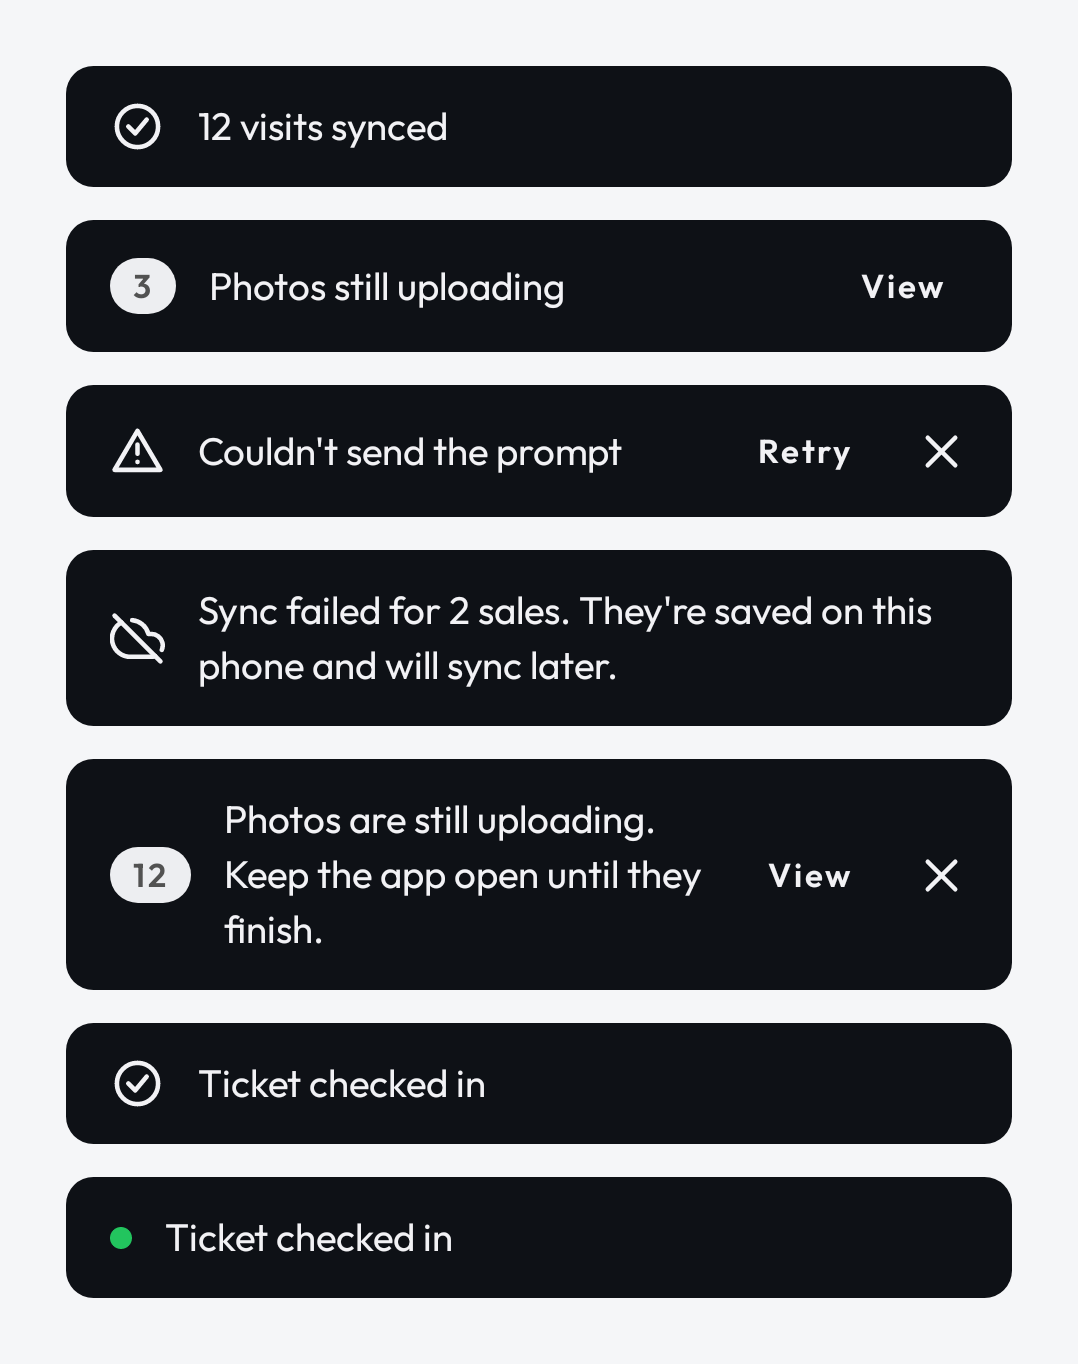 12 visits synced
3 Photos still uploading View
Couldn't send the prompt Retry
Sync failed for 2 sales. They're saved on this
phone and will sync later.
Photos are still uploading.
12 Keep the app open until they View
finish.
Ticket checked in
Ticket checked in